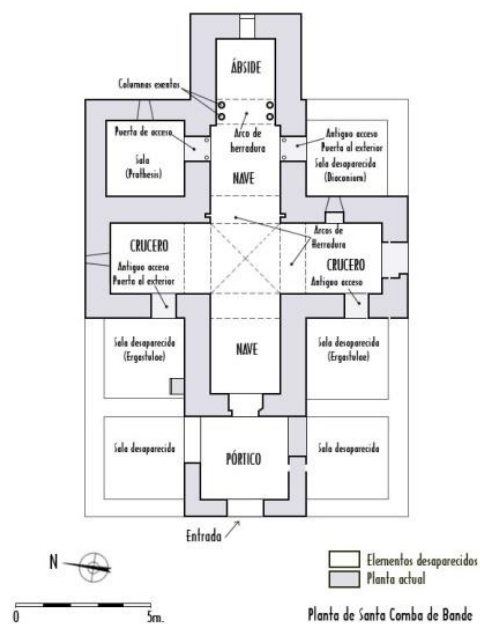 ÁBSIDE
Columnas exentas
Puerta de acceso
Arco de
herradura
Antiguo acceso
Puerta al exterior
Sala desaparecida
(Diaconium)
Sala
(Prothesis)
NAVE
CRUCERO
Arcos de
Herradura
CRUCERO
Antiguo acceso
Puerta al exterior
Antiguo acceso
Sala desaparecida
(Ergastulae)
NAVE
Sala desaparecida
(Ergastulae)
Sala desaparecida
PÓRTICO
Sala desaparecida
Entrada
N
Elementos desaparecidos
Planta actual
0 5m.
Planta de Santa Comba de Bande